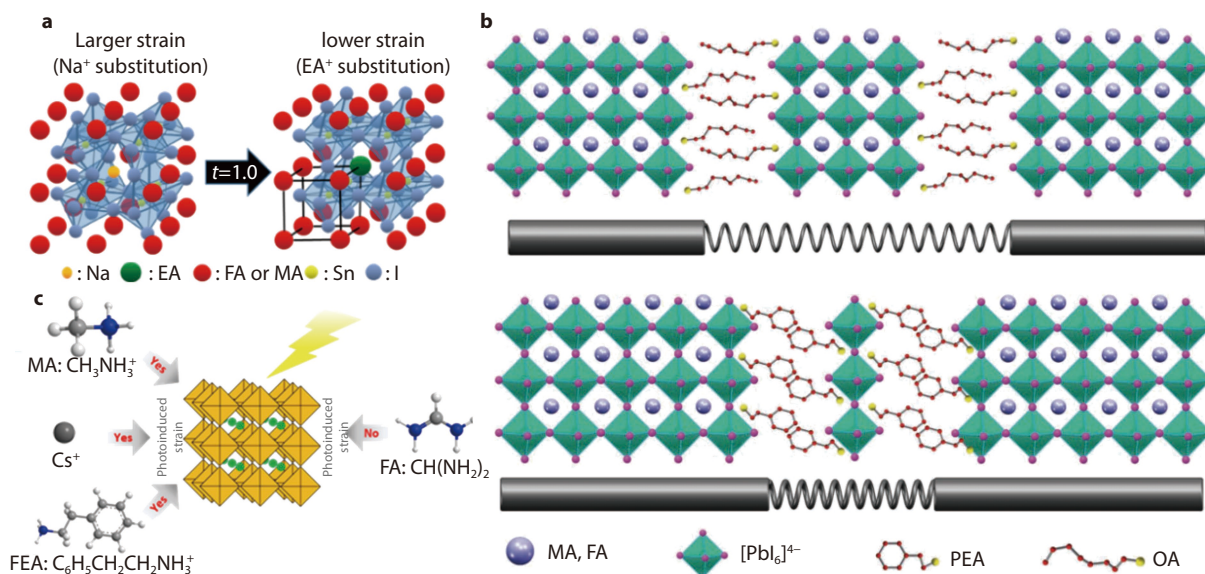 a
Larger strain
(Na⁺ substitution)
lower strain
(EA⁺ substitution)
t=1.0
: Na : EA : FA or MA : Sn : I
b
MA, FA [PbI₆]⁴⁻ PEA OA
c
MA: CH₃NH₃⁺
Yes
Cs⁺
Yes
FEA: C₆H₅CH₂CH₂NH₃⁺
Yes
Photoinduced
strain
Photoinduced
strain
No
FA: CH(NH₂)₂